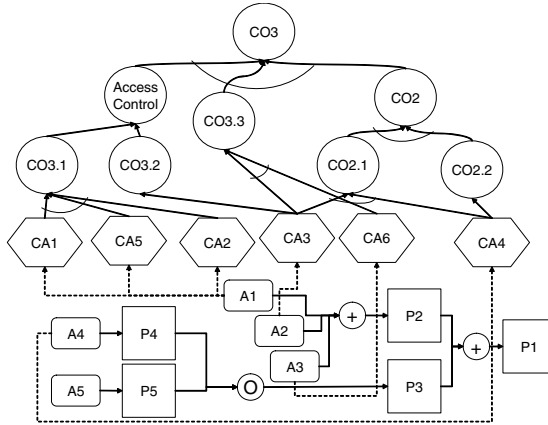 CO3
Access
Control
CO2
CO3.3
CO3.1
CO3.2
CO2.1
CO2.2
CA1
CA5
CA2
CA3
CA6
CA4
A1
A2
A3
A4
P4
A5
P5
O
+
P2
P3
+
P1